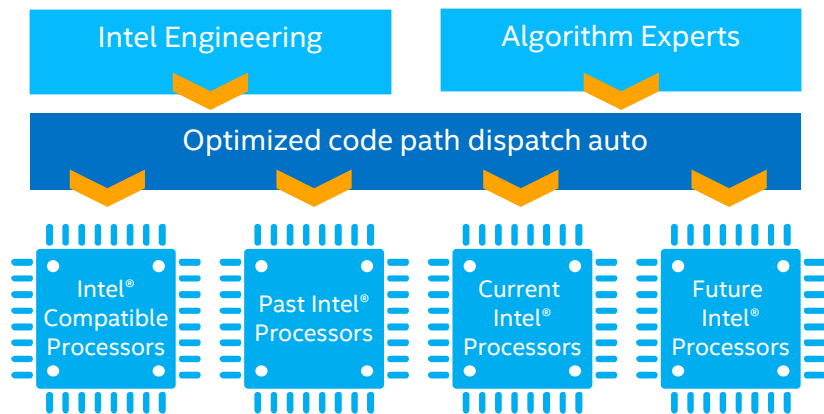 Intel Engineering
Algorithm Experts
Optimized code path dispatch auto
Intel®
Compatible
Processors
Past Intel®
Processors
Current
Intel®
Processors
Future
Intel®
Processors